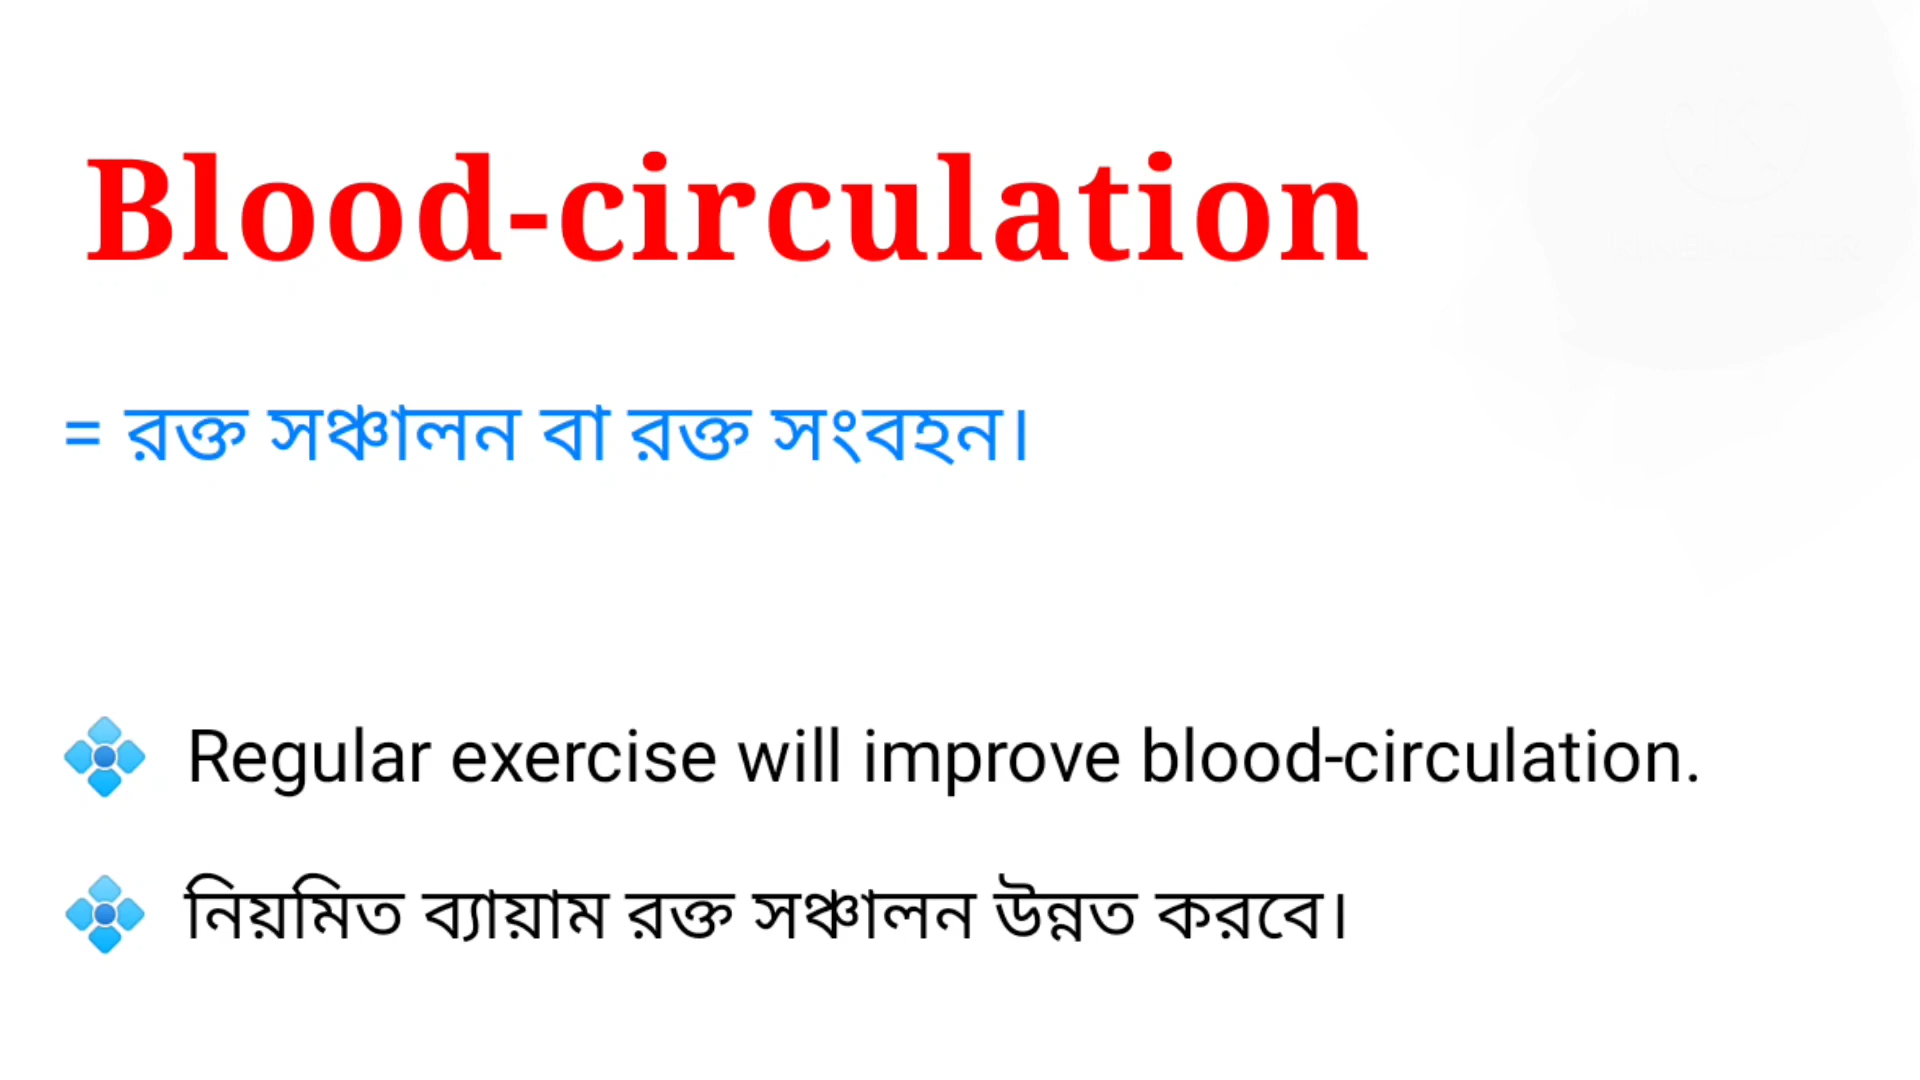 Blood-circulation
= রক্ত সঞ্চালন বা রক্ত সংবহন।
Regular exercise will improve blood-circulation.
নিয়মিত ব্যায়াম রক্ত সঞ্চালন উন্নত করবে।